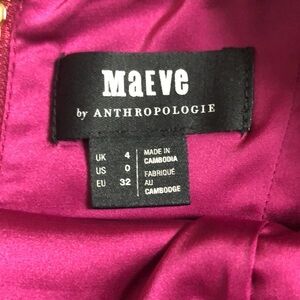 MAEVE
by ANTHROPOLOGIE
UK 4
US 0
EU 32
MADE IN
CAMBODIA
FABRIQUÉ
AU
CAMBODGE